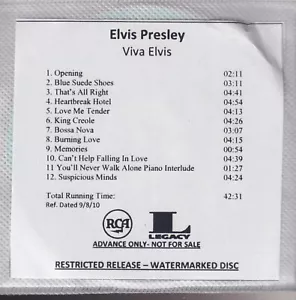 Elvis Presley
Viva Elvis
1. Opening 02:11
2. Blue Suede Shoes 03:11
3. That's All Right 04:41
4. Heartbreak Hotel 04:54
5. Love Me Tender 04:13
6. King Creole 04:26
7. Bossa Nova 03:07
8. Burning Love 04:15
9. Memories 00:54
10. Can't Help Falling In Love 04:39
11 You'll Never Walk Alone Piano Interlude 01:27
12. Suspicious Minds 04:24
Total Running Time: 42:31
Ref. Dated 9/8/10
RCA L LEGACY
ADVANCE ONLY- NOT FOR SALE
RESTRICTED RELEASE – WATERMARKED DISC